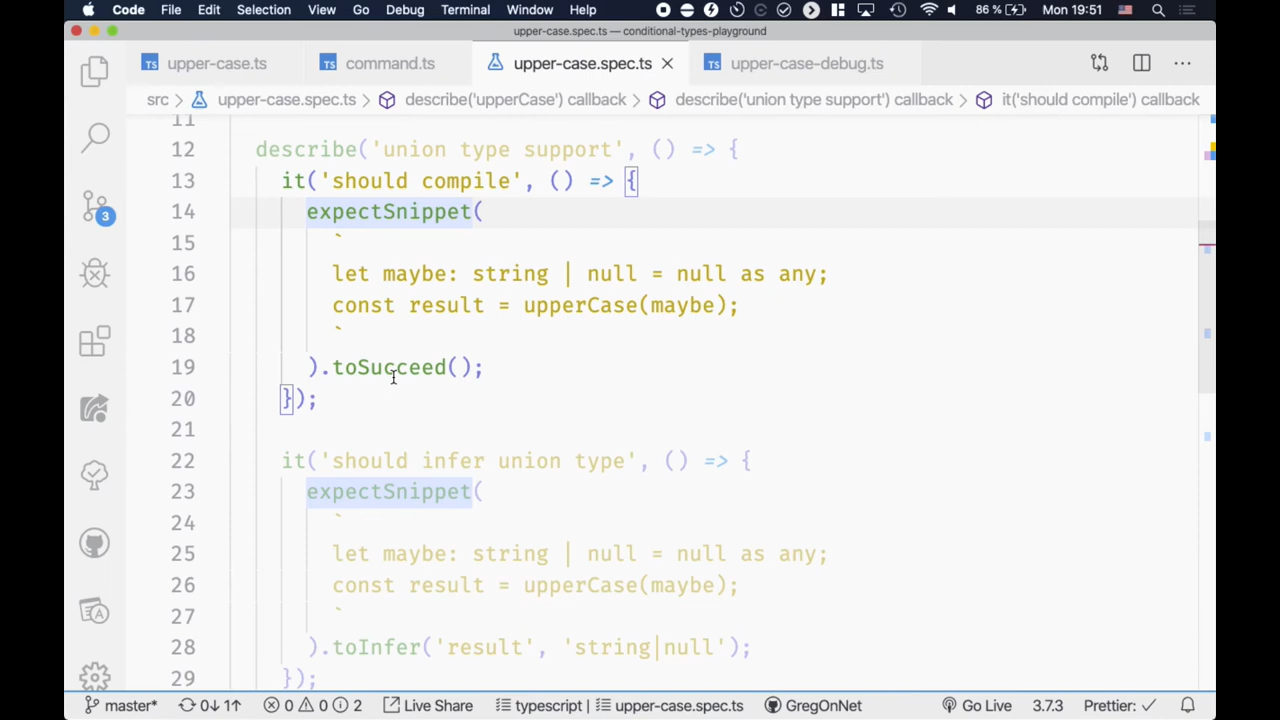 Code File Edit Selection View Go Debug Terminal Window Help 86 % Mon 19:51
upper-case.spec.ts — conditional-types-playground
TS upper-case.ts TS command.ts upper-case.spec.ts TS upper-case-debug.ts
src > upper-case.spec.ts > describe('upperCase') callback > describe('union type support') callback > it('should compile') callback
11
12 describe('union type support', () => {
13 it('should compile', () => {
14 expectSnippet(
15 `
16 let maybe: string | null = null as any;
17 const result = upperCase(maybe);
18 `
19 ).toSucceed();
20 });
21
22 it('should infer union type', () => {
23 expectSnippet(
24 `
25 let maybe: string | null = null as any;
26 const result = upperCase(maybe);
27 `
28 ).toInfer('result', 'string|null');
29 });
3
master* 0↓ 1↑ 0 0 2 Live Share typescript | upper-case.spec.ts GregOnNet Go Live 3.7.3 Prettier: ✓